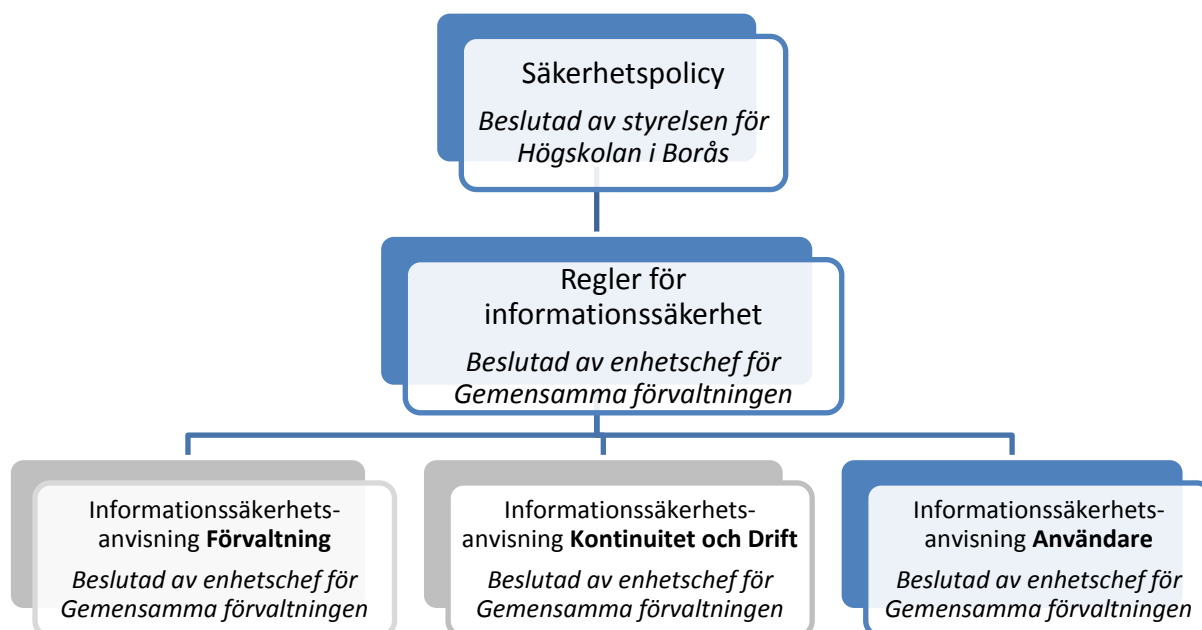 Säkerhetspolicy
Beslutad av styrelsen för
Högskolan i Borås
Regler för
informationssäkerhet
Beslutad av enhetschef för
Gemensamma förvaltningen
Informationssäkerhets-
anvisning Förvaltning
Beslutad av enhetschef för
Gemensamma förvaltningen
Informationssäkerhets-
anvisning Kontinuitet och Drift
Beslutad av enhetschef för
Gemensamma förvaltningen
Informationssäkerhets-
anvisning Användare
Beslutad av enhetschef för
Gemensamma förvaltningen